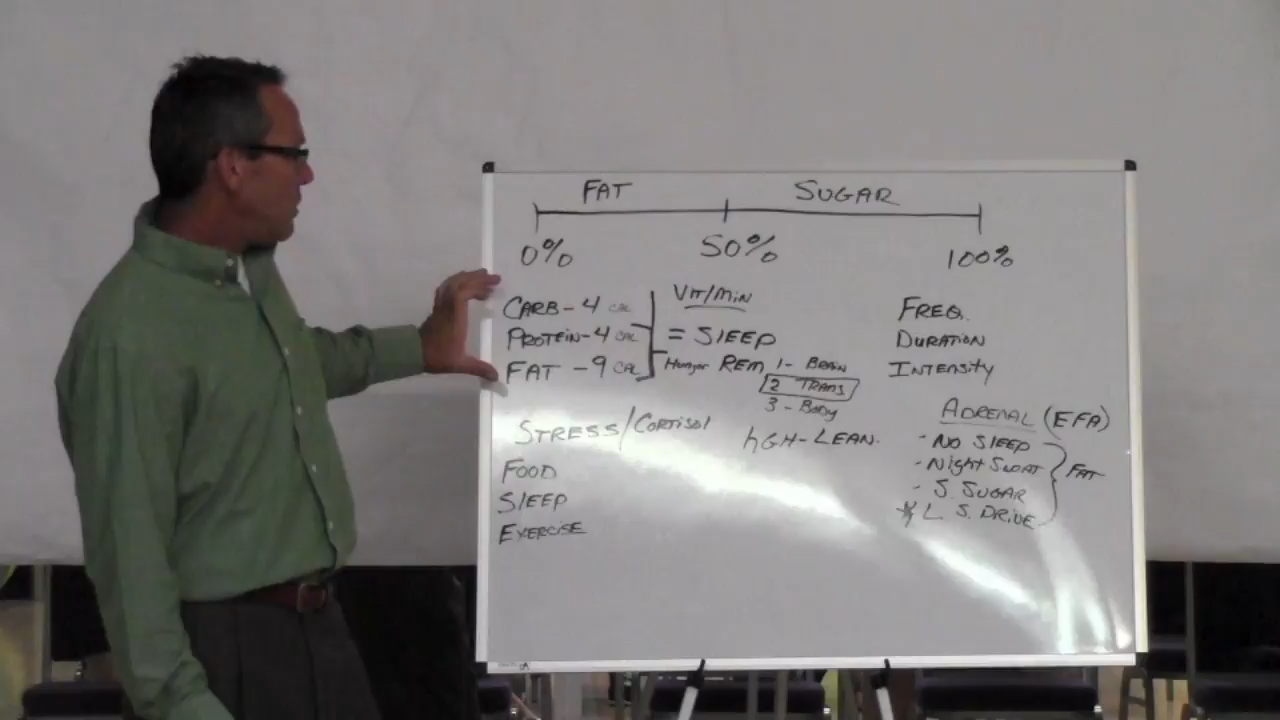 FAT SUGAR
0% 50% 100%
CARB - 4 CAL
PROTEIN - 4 CAL
FAT - 9 CAL
VIT/MIN
= SLEEP
Hunger REM 1 - BRAIN
2 TRANS
3 - BODY
FREQ.
DURATION
INTENSITY
STRESS/CORTISOL
hGH - LEAN.
FOOD
SLEEP
EXERCISE
ADRENAL (EFA)
- NO SLEEP
- Night SWEAT
- S. SUGAR
* L S. DRIVE
FAT